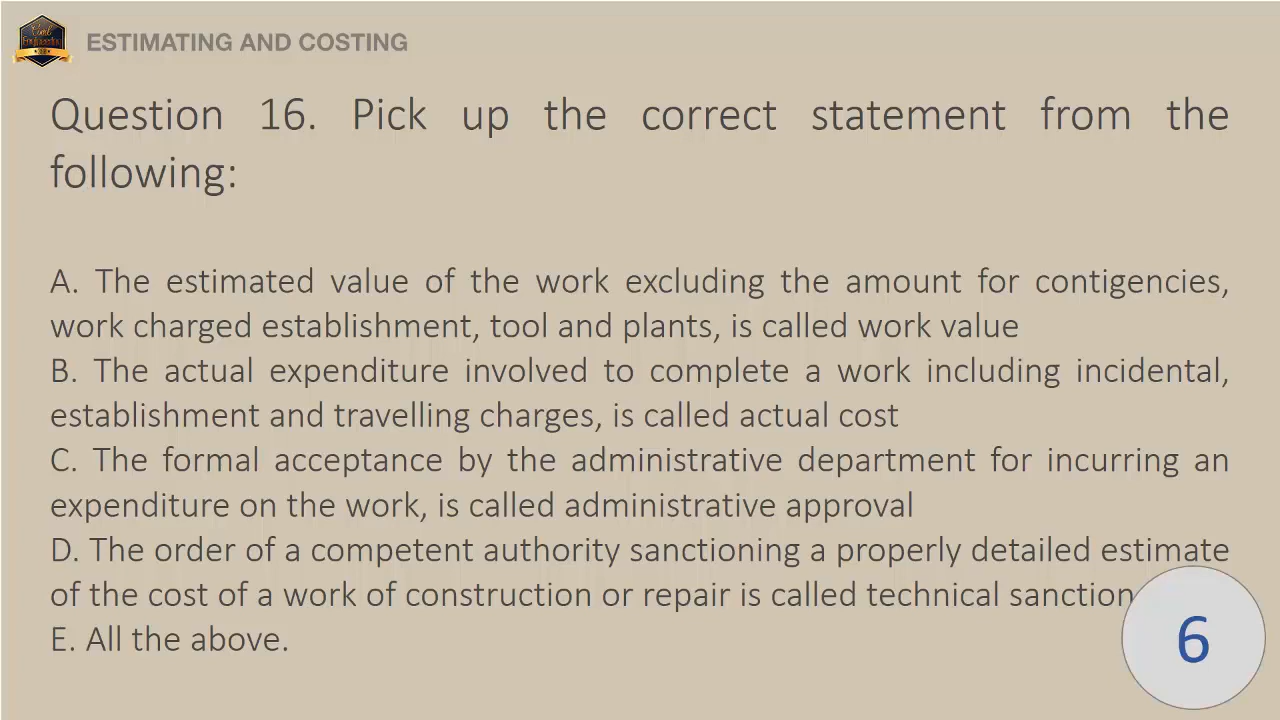 ESTIMATING AND COSTING
Question 16. Pick up the correct statement from the
following:
A. The estimated value of the work excluding the amount for contigencies,
work charged establishment, tool and plants, is called work value
B. The actual expenditure involved to complete a work including incidental,
establishment and travelling charges, is called actual cost
C. The formal acceptance by the administrative department for incurring an
expenditure on the work, is called administrative approval
D. The order of a competent authority sanctioning a properly detailed estimate
of the cost of a work of construction or repair is called technical sanction
E. All the above.
6